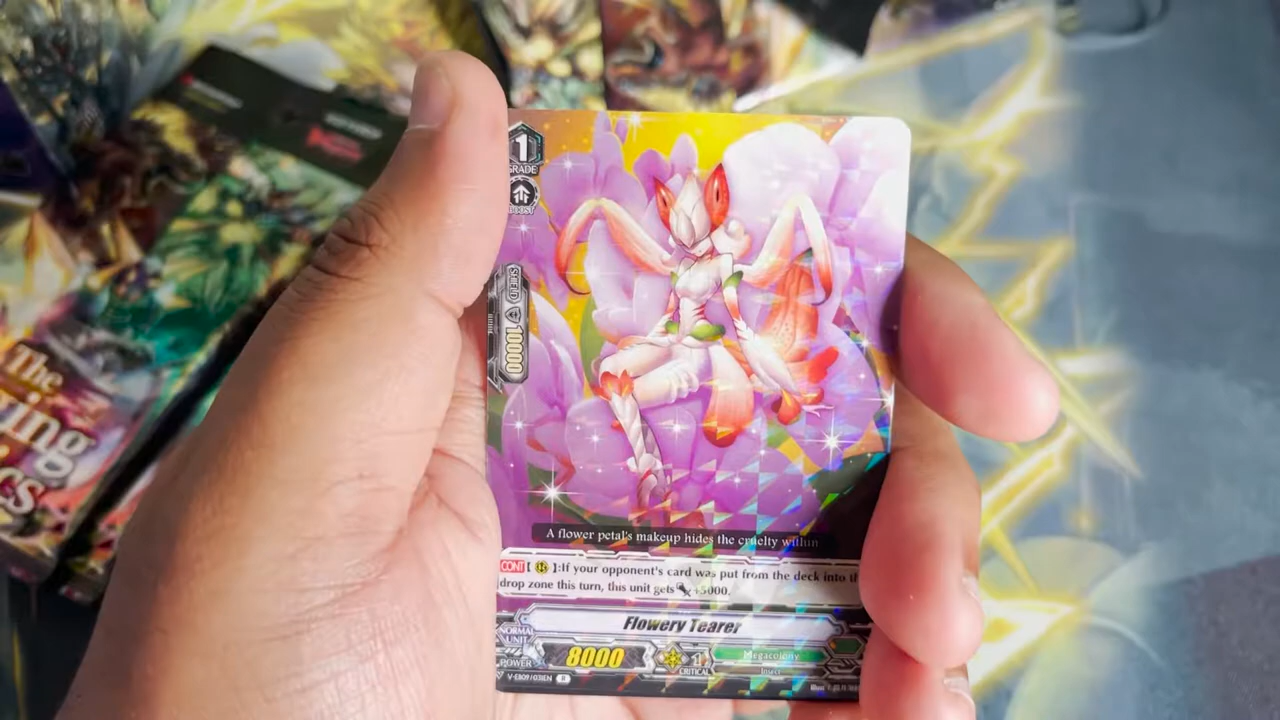 1
GRADE
BOOST
SHIELD
10000
A flower petal's makeup hides the cruelty within
CONT【 】:If your opponent's card was put from the deck into th
drop zone this turn, this unit gets +5000.
Flowery Tearer
NORMAL
UNIT
POWER
8000
1
CRITICAL
Megacolony
Insect
V-EB09/031EN R
The